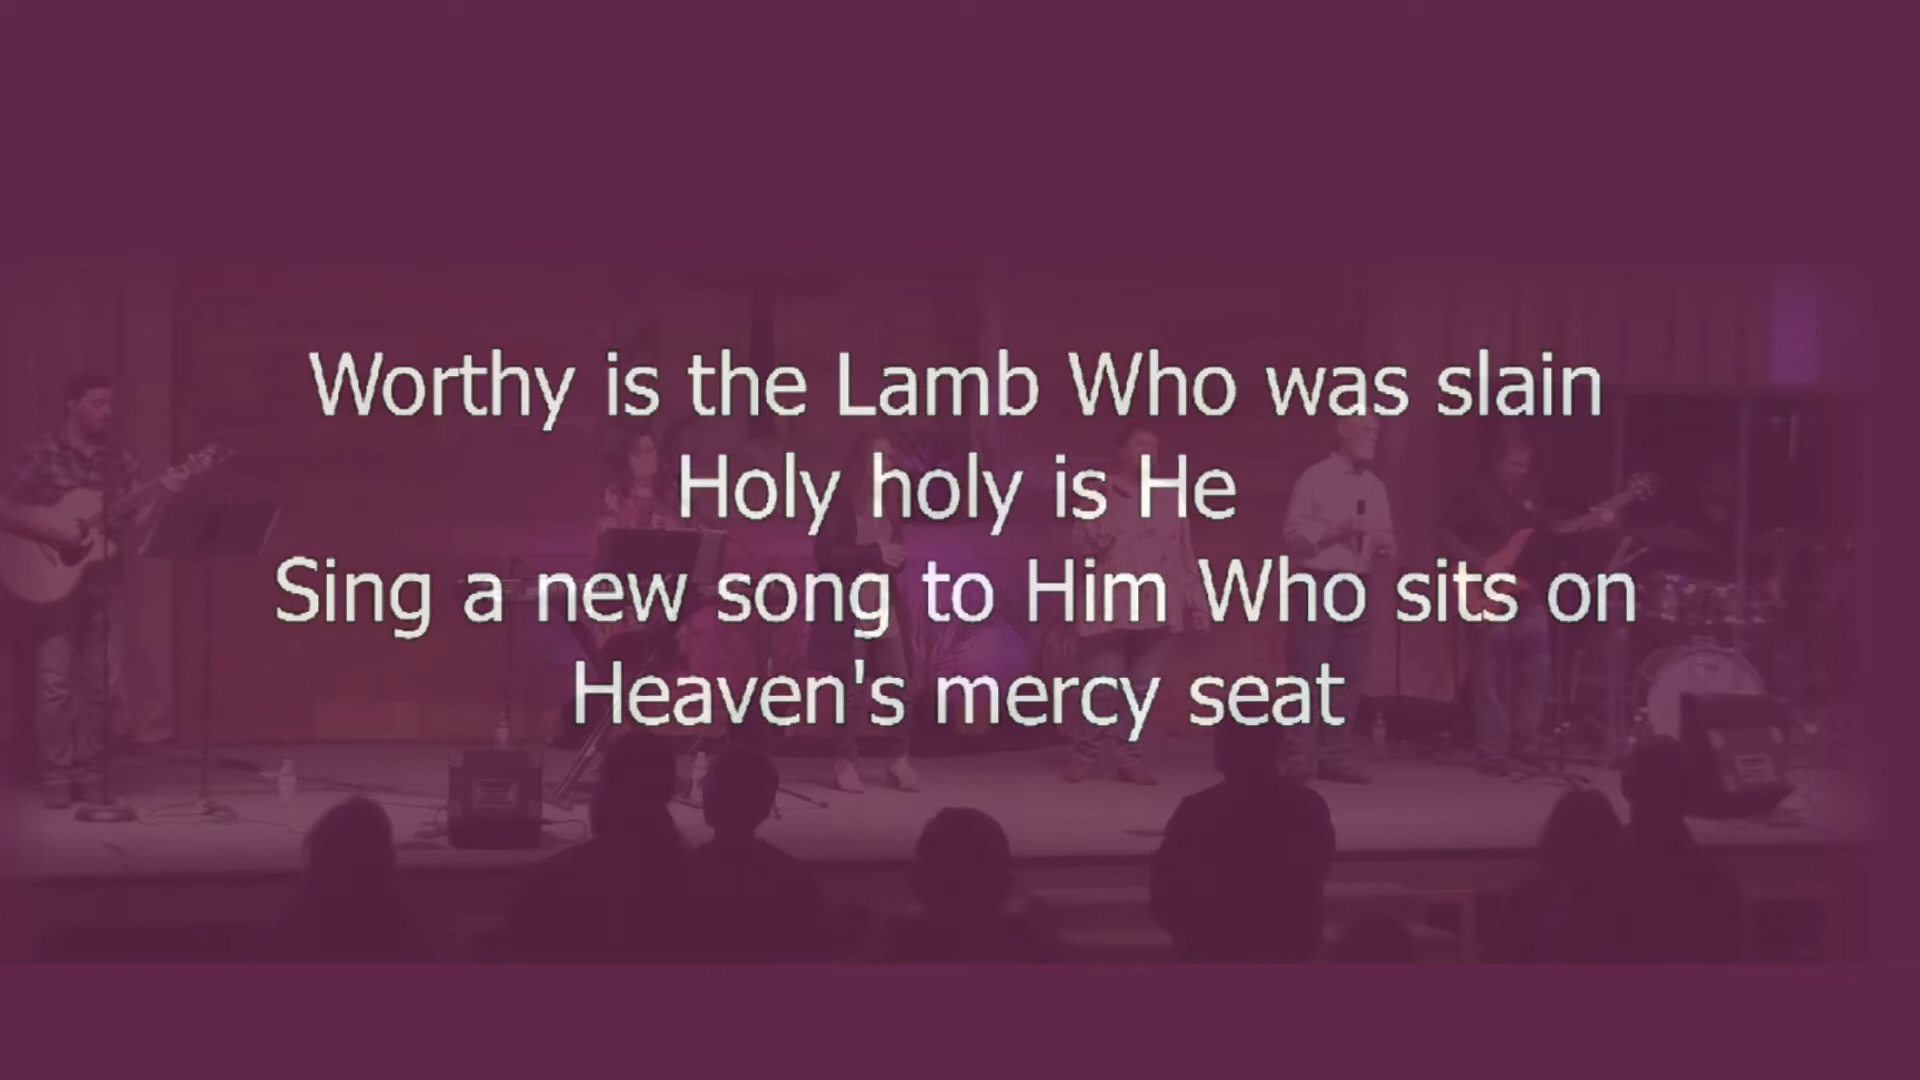 Worthy is the Lamb Who was slain
Holy holy is He
Sing a new song to Him Who sits on
Heaven's mercy seat